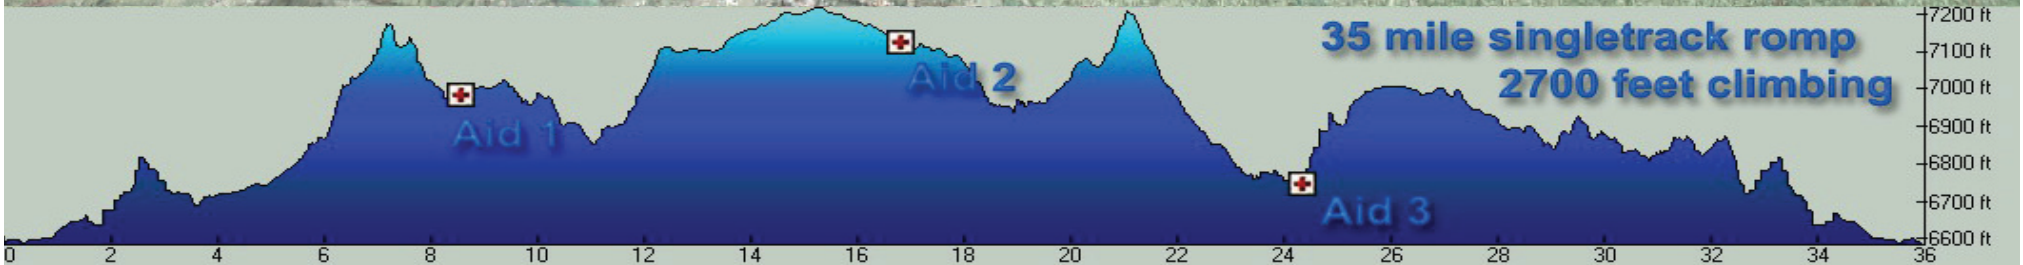 7200 ft
35 mile singletrack romp
7100 ft
Aid 2
2700 feet climbing
7000 ft
Aid 1
6900 ft
6800 ft
Aid 3
6700 ft
6600 ft
0 2 4 6 8 10 12 14 16 18 20 22 24 26 28 30 32 34 36